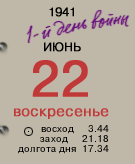 1941
1-й день войны
ИЮНЬ
22
воскресенье
восход 3.44
заход 21.18
долгота дня 17.34